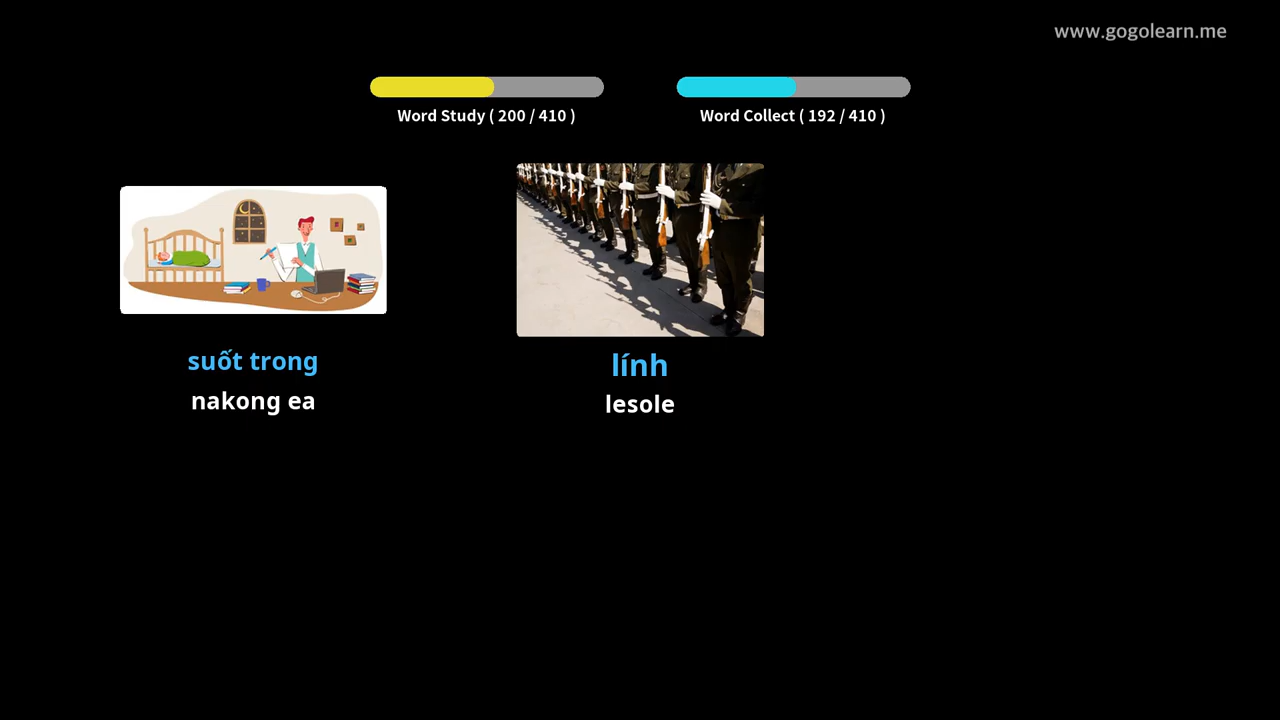 www.gogolearn.me
Word Study ( 200 / 410 )
Word Collect ( 192 / 410 )
suốt trong
nakong ea
lính
lesole